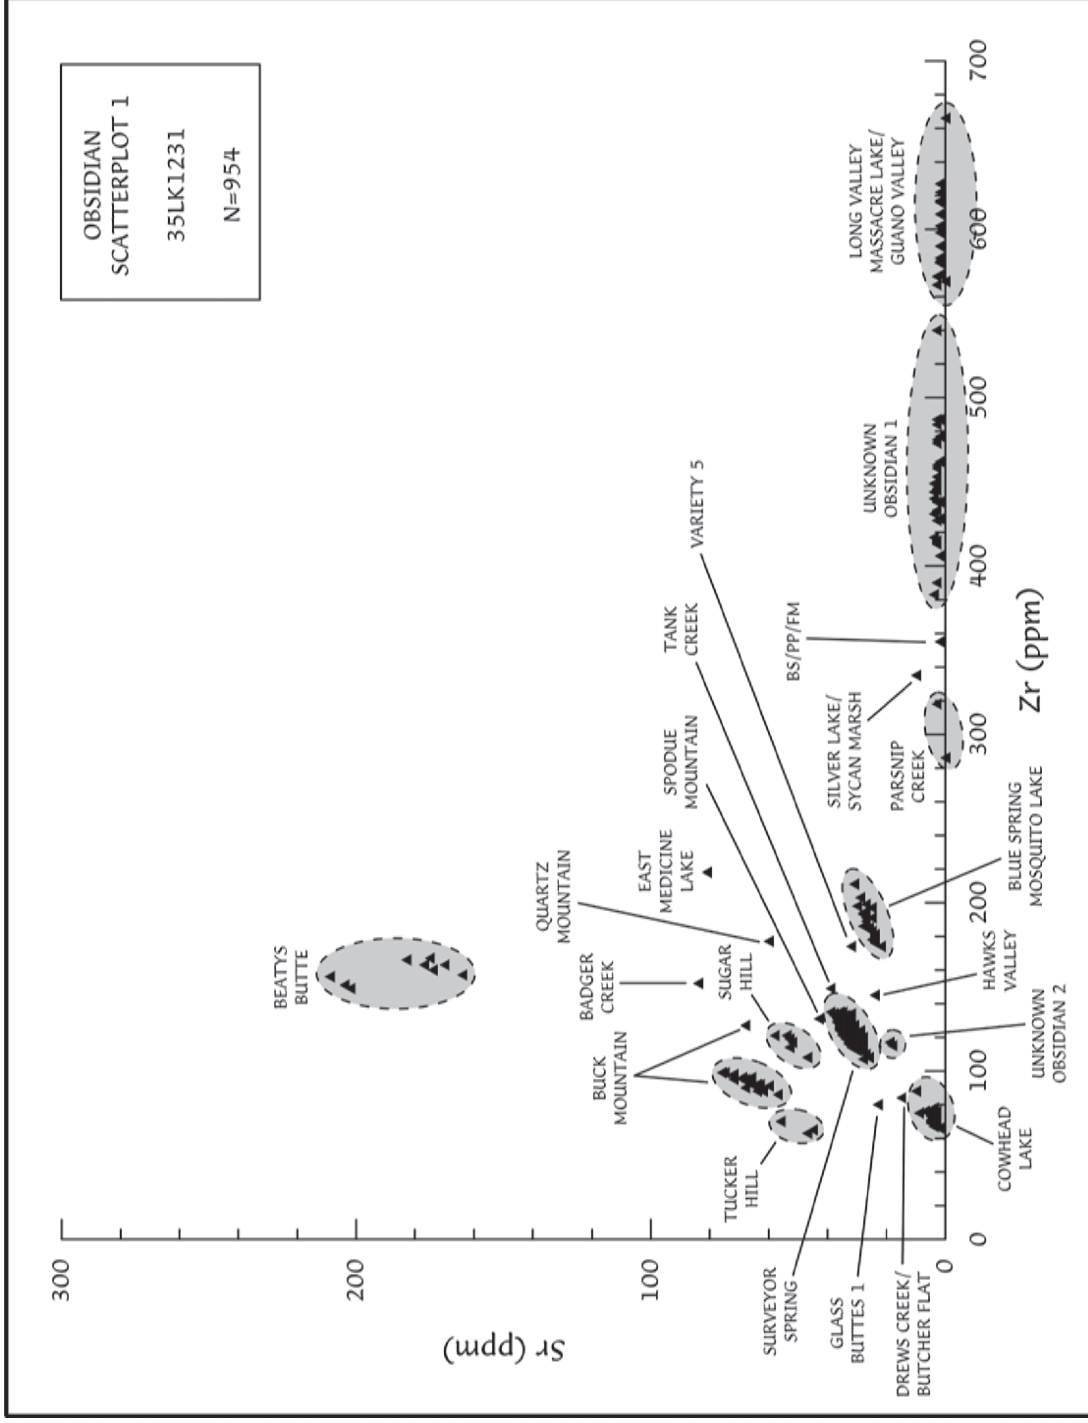 OBSIDIAN
SCATTERPLOT 1
35LK1231
N=954
300
200
100
0
Sr (ppm)
0
100
200
300
400
500
600
700
Zr (ppm)
BEATYS
BUTTE
QUARTZ
MOUNTAIN
BADGER
CREEK
BUCK
MOUNTAIN
EAST
MEDICINE
LAKE
SUGAR
HILL
SPODUE
MOUNTAIN
TANK
CREEK
VARIETY 5
TUCKER
HILL
SURVEYOR
SPRING
GLASS
BUTTES 1
DREWS CREEK/
BUTCHER FLAT
BS/PP/FM
SILVER LAKE/
SYCAN MARSH
PARSNIP
CREEK
UNKNOWN
OBSIDIAN 1
LONG VALLEY
MASSACRE LAKE/
GUANO VALLEY
COWHEAD
LAKE
UNKNOWN
OBSIDIAN 2
HAWKS
VALLEY
BLUE SPRING
MOSQUITO LAKE